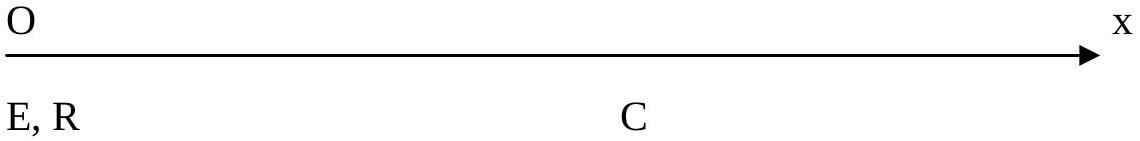 O x
E, R C